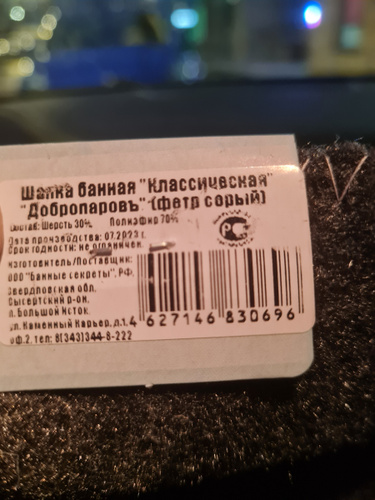 Шапка банная "Классическая"
"Добропаровъ" (фетр серый)
Состав: Шерсть 30% Полиэфир 70%
Дата производства: 07.2023 г.
Срок годности: не ограничен.
Изготовитель/Поставщик:
ООО "Банные секреты", РФ,
Свердловская обл.
Сысертский р-он,
п. Большой Исток,
ул. Каменный Карьер, д.1,
оф.2. тел: 8(343)344-8-222
РС
4 627146 830696